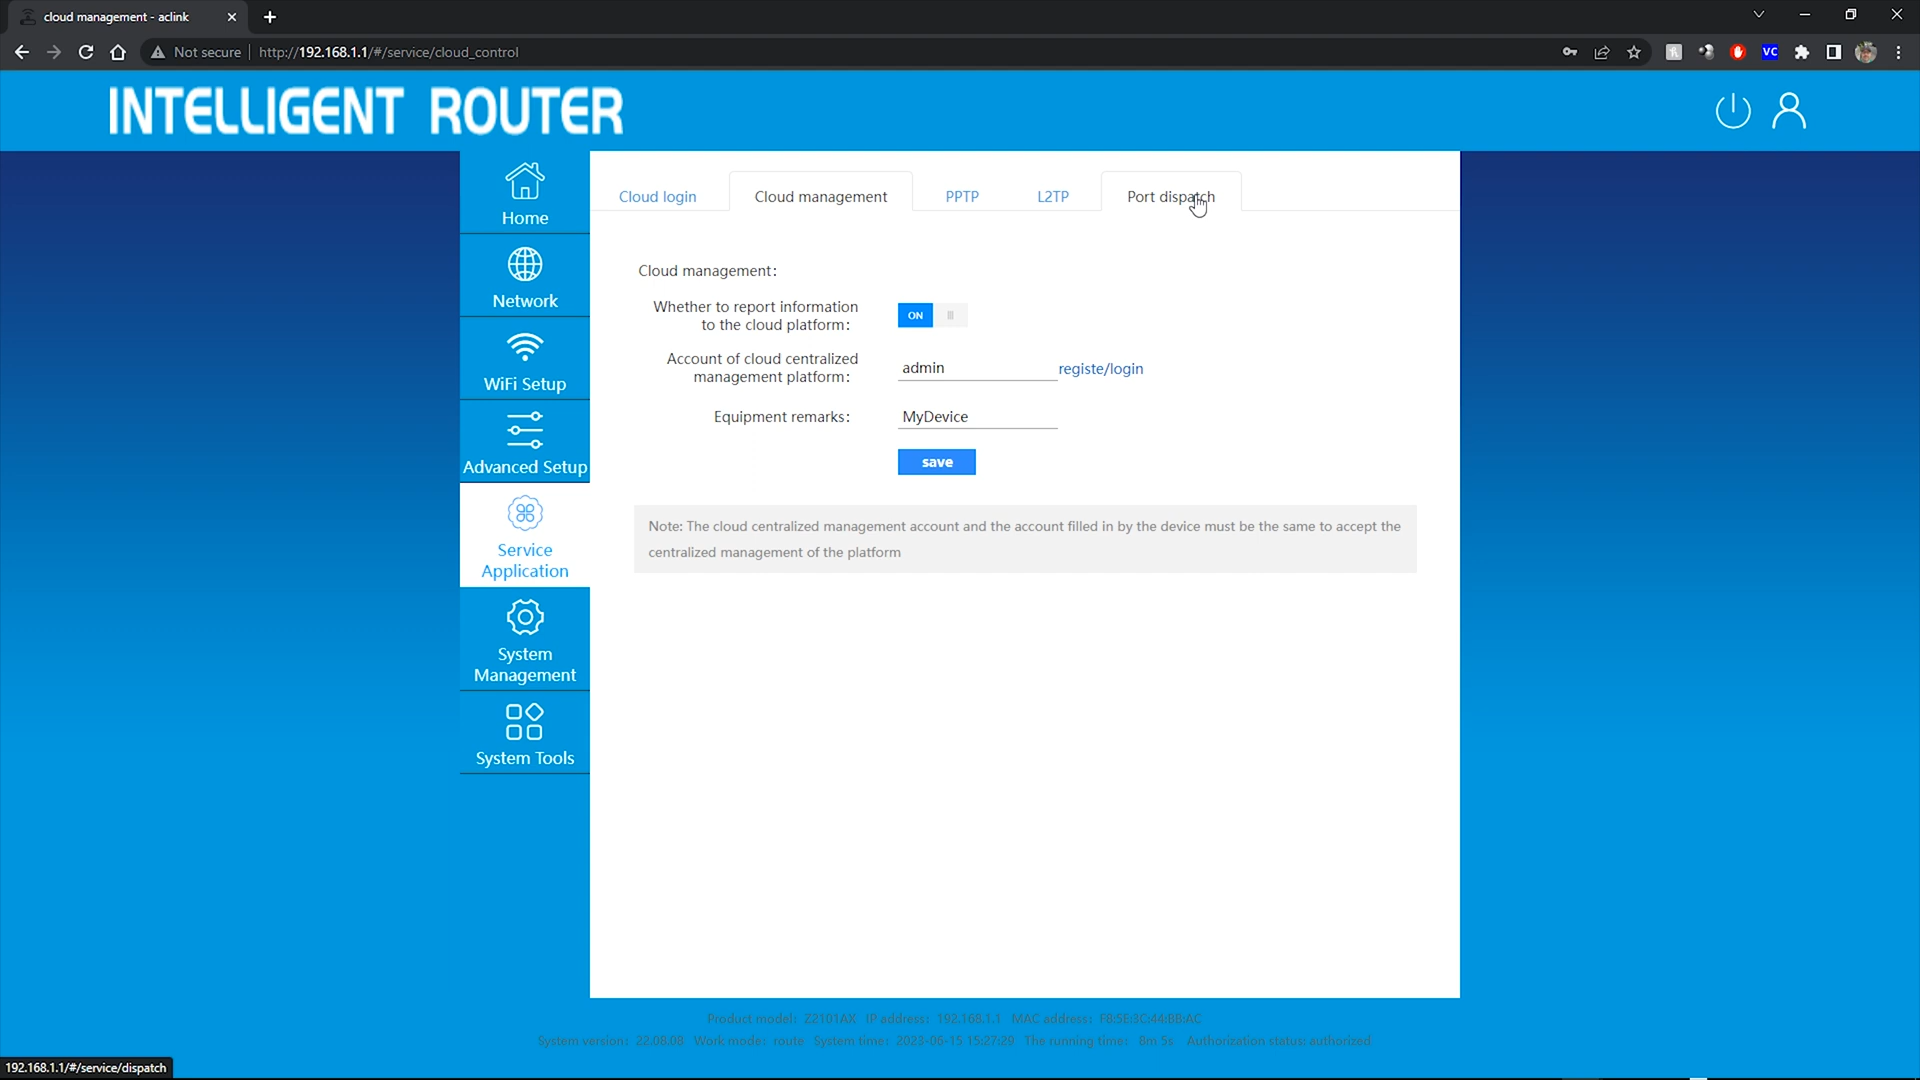 cloud management - aclink
Not secure
http://192.168.1.1/#/service/cloud_control
VC
INTELLIGENT ROUTER
Home
Network
WiFi Setup
Advanced Setup
Service
Application
System
Management
System Tools
Cloud login
Cloud management
PPTP
L2TP
Port dispatch
Cloud management:
Whether to report information
to the cloud platform:
ON
Account of cloud centralized
management platform:
admin
registe/login
Equipment remarks:
MyDevice
save
Note: The cloud centralized management account and the account filled in by the device must be the same to accept the
centralized management of the platform
Product model: Z2101AX IP address: 192.168.1.1 MAC address: F8:5E:3C:44:BB:AC
System version: 22.08.08 Work mode: route System time: 2023-06-15 15:27:29 The running time: 8m 5s Authorization status: authorized
192.168.1.1/#/service/dispatch